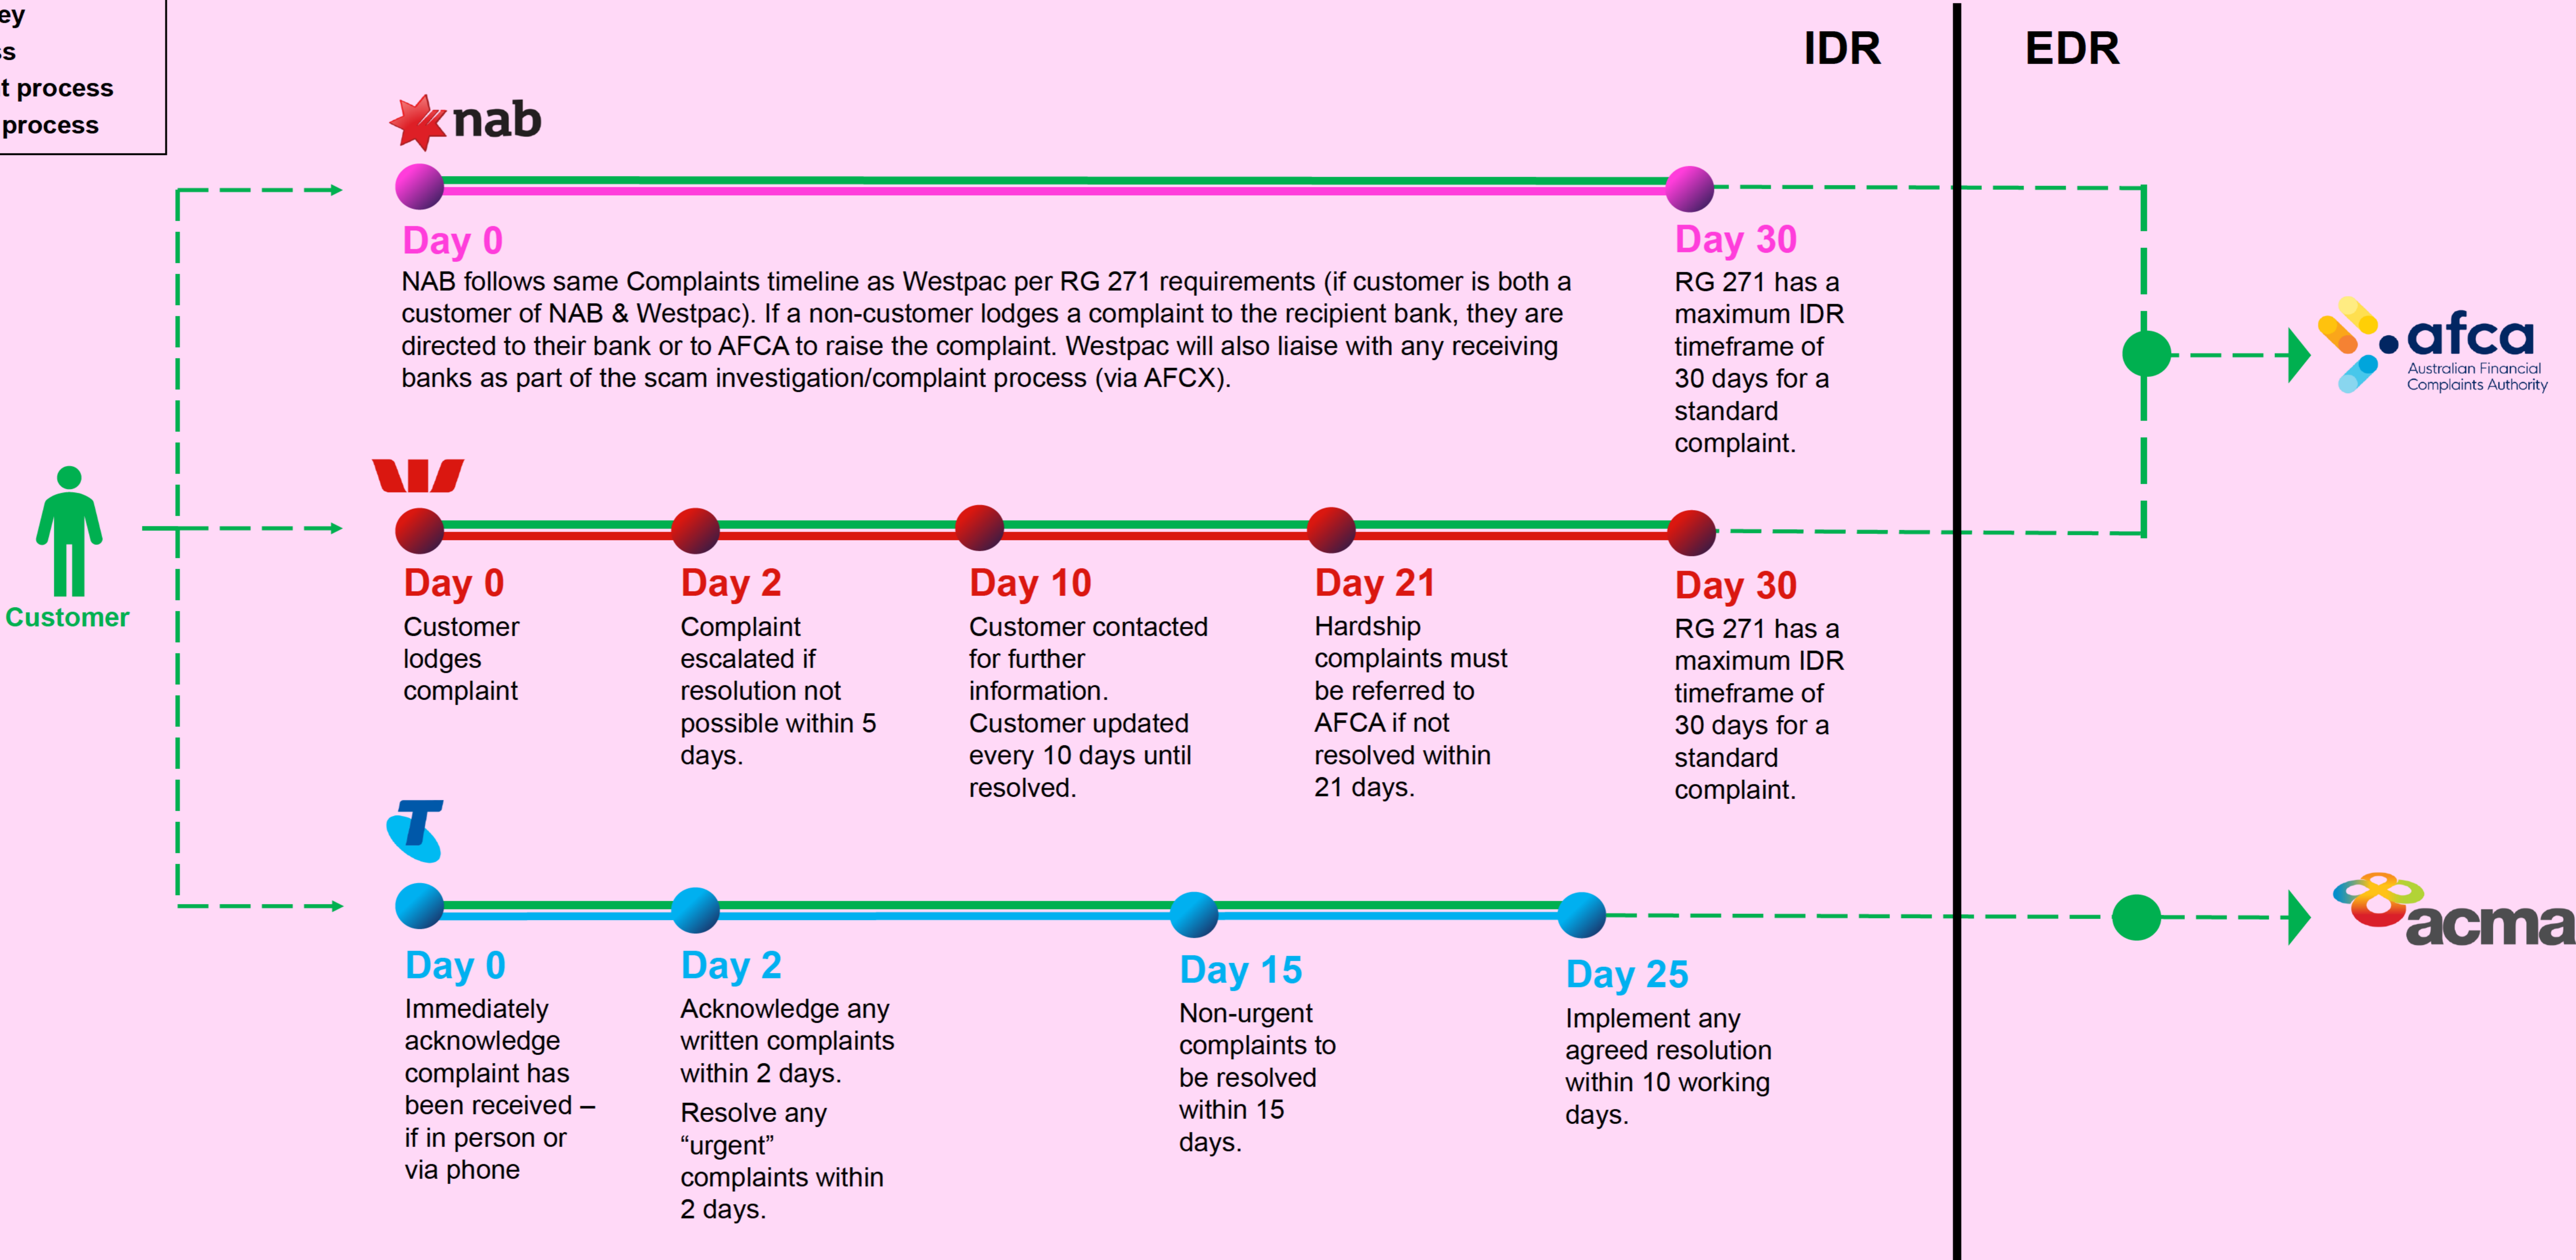 ey
ss
t process
process
IDR
EDR
nab
Day 0
NAB follows same Complaints timeline as Westpac per RG 271 requirements (if customer is both a
customer of NAB & Westpac). If a non-customer lodges a complaint to the recipient bank, they are
directed to their bank or to AFCA to raise the complaint. Westpac will also liaise with any receiving
banks as part of the scam investigation/complaint process (via AFCX).
Day 30
RG 271 has a
maximum IDR
timeframe of
30 days for a
standard
complaint.
afca
Australian Financial
Complaints Authority
Customer
Day 0
Customer
lodges
complaint
Day 2
Complaint
escalated if
resolution not
possible within 5
days.
Day 10
Customer contacted
for further
information.
Customer updated
every 10 days until
resolved.
Day 21
Hardship
complaints must
be referred to
AFCA if not
resolved within
21 days.
Day 30
RG 271 has a
maximum IDR
timeframe of
30 days for a
standard
complaint.
T
Day 0
Immediately
acknowledge
complaint has
been received –
if in person or
via phone
Day 2
Acknowledge any
written complaints
within 2 days.
Resolve any
“urgent”
complaints within
2 days.
Day 15
Non-urgent
complaints to
be resolved
within 15
days.
Day 25
Implement any
agreed resolution
within 10 working
days.
acma